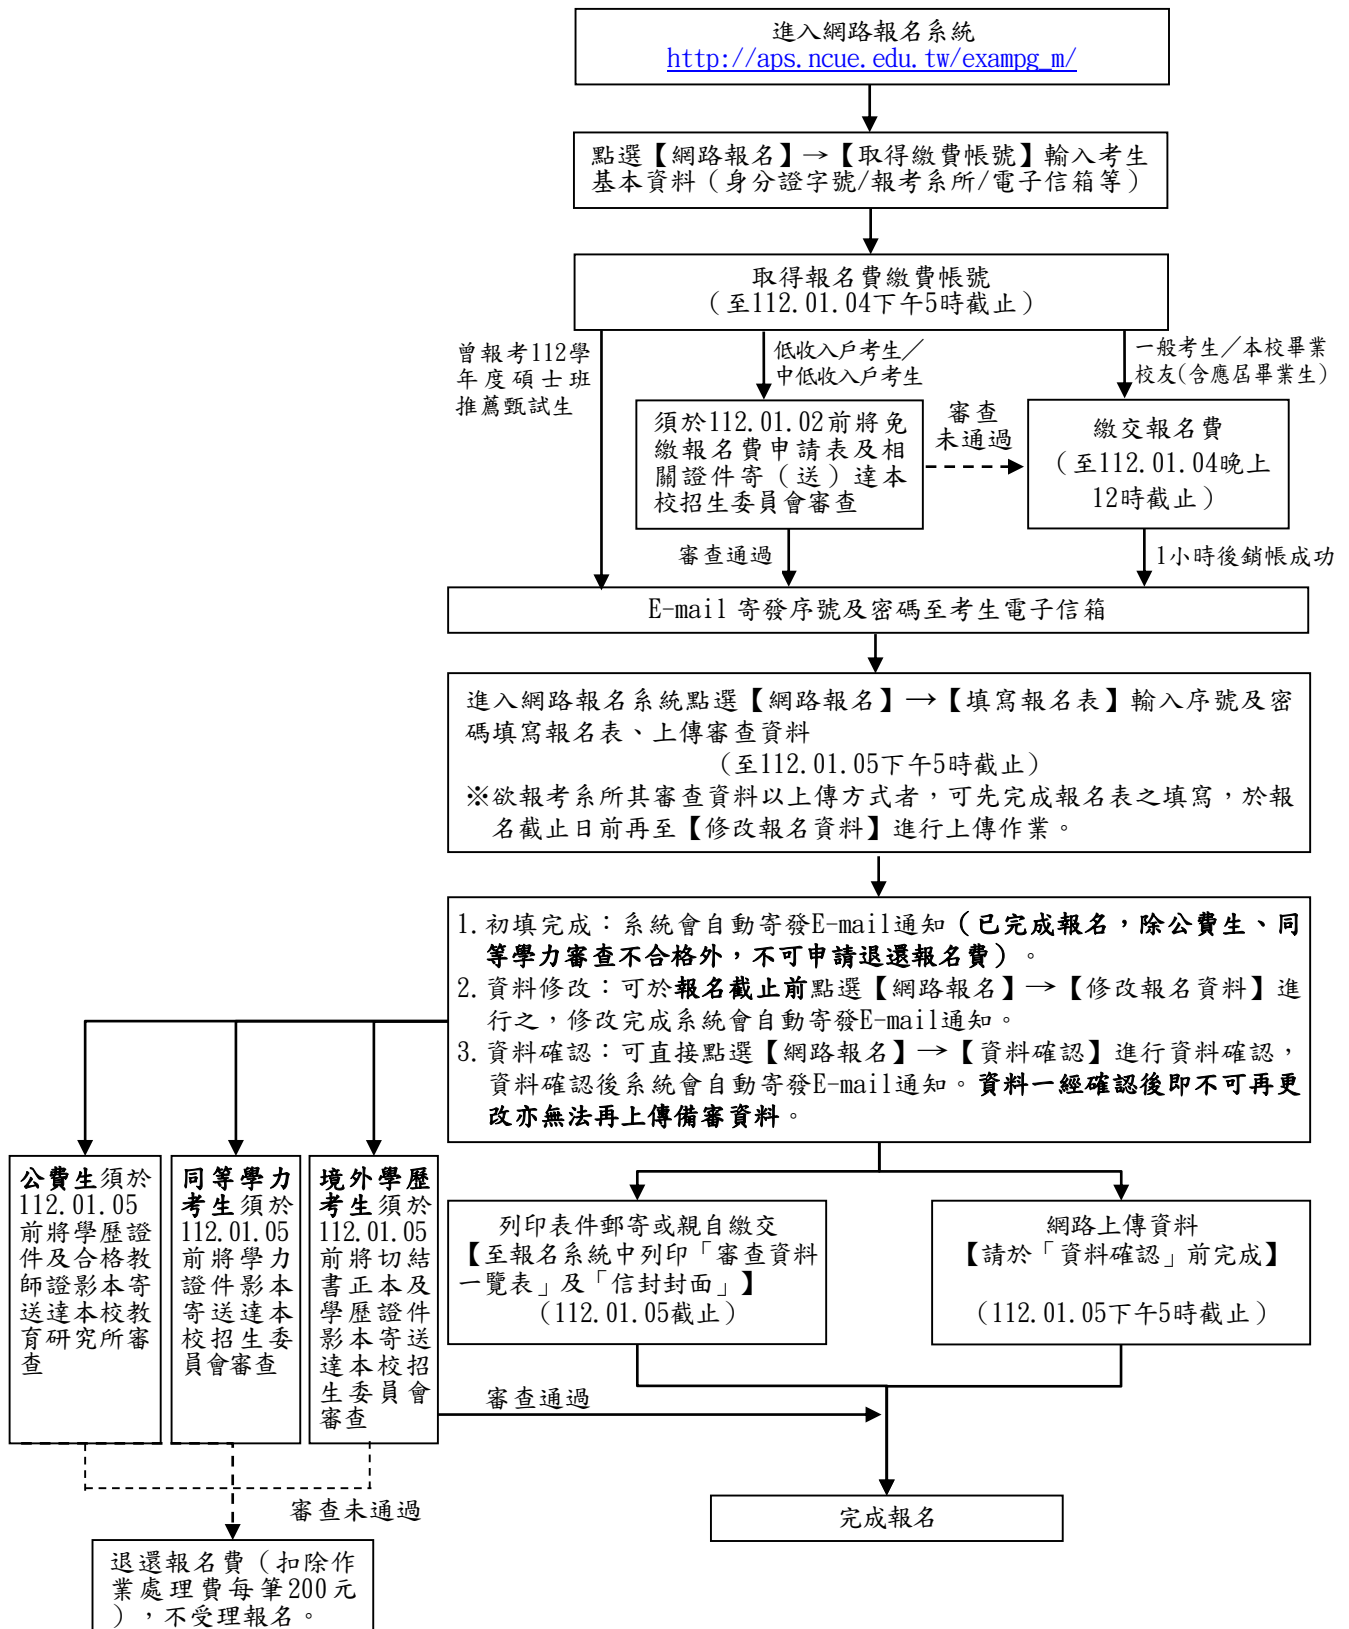 進入網路報名系統
http://aps.ncue.edu.tw/exampg_m/
點選【網路報名】→【取得繳費帳號】輸入考生
基本資料（身分證字號/報考系所/電子信箱等）
取得報名費繳費帳號
（至112.01.04下午5時截止）
曾報考112學
年度碩士班
推薦甄試生
低收入戶考生／
中低收入戶考生
一般考生／本校畢業
校友(含應屆畢業生)
須於112.01.02前將免
繳報名費申請表及相
關證件寄（送）達本
校招生委員會審查
審查
未通過
繳交報名費
（至112.01.04晚上
12時截止）
審查通過
1小時後銷帳成功
E-mail 寄發序號及密碼至考生電子信箱
進入網路報名系統點選【網路報名】→【填寫報名表】輸入序號及密
碼填寫報名表、上傳審查資料
（至112.01.05下午5時截止）
※欲報考系所其審查資料以上傳方式者，可先完成報名表之填寫，於報
名截止日前再至【修改報名資料】進行上傳作業。
1.初填完成：系統會自動寄發E-mail通知（已完成報名，除公費生、同
等學力審查不合格外，不可申請退還報名費）。
2.資料修改：可於報名截止前點選【網路報名】→【修改報名資料】進
行之，修改完成系統會自動寄發E-mail通知。
3.資料確認：可直接點選【網路報名】→【資料確認】進行資料確認，
資料確認後系統會自動寄發E-mail通知。資料一經確認後即不可再更
改亦無法再上傳備審資料。
公費生須於
112.01.05
前將學歷證
件及合格教
師證影本寄
送達本校教
育研究所審
查
同等學力
考生須於
112.01.05
前將學力
證件影本
寄送達本
校招生委
員會審查
境外學歷
考生須於
112.01.05
前將切結
書正本及
學歷證件
影本寄送
達本校招
生委員會
審查
列印表件郵寄或親自繳交
【至報名系統中列印「審查資料
一覽表」及「信封封面」】
（112.01.05截止）
網路上傳資料
【請於「資料確認」前完成】
（112.01.05下午5時截止）
審查通過
審查未通過
完成報名
退還報名費（扣除作
業處理費每筆200元
），不受理報名。